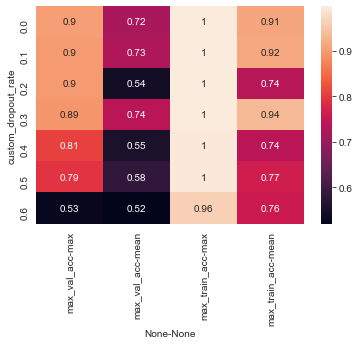 custom_dropout_rate
0.0 0.9 0.72 1 0.91
0.1 0.9 0.73 1 0.92
0.2 0.9 0.54 1 0.74
0.3 0.89 0.74 1 0.94
0.4 0.81 0.55 1 0.74
0.5 0.79 0.58 1 0.77
0.6 0.53 0.52 0.96 0.76
max_val_acc-max
max_val_acc-mean
max_train_acc-max
max_train_acc-mean
None-None
0.9
0.8
0.7
0.6